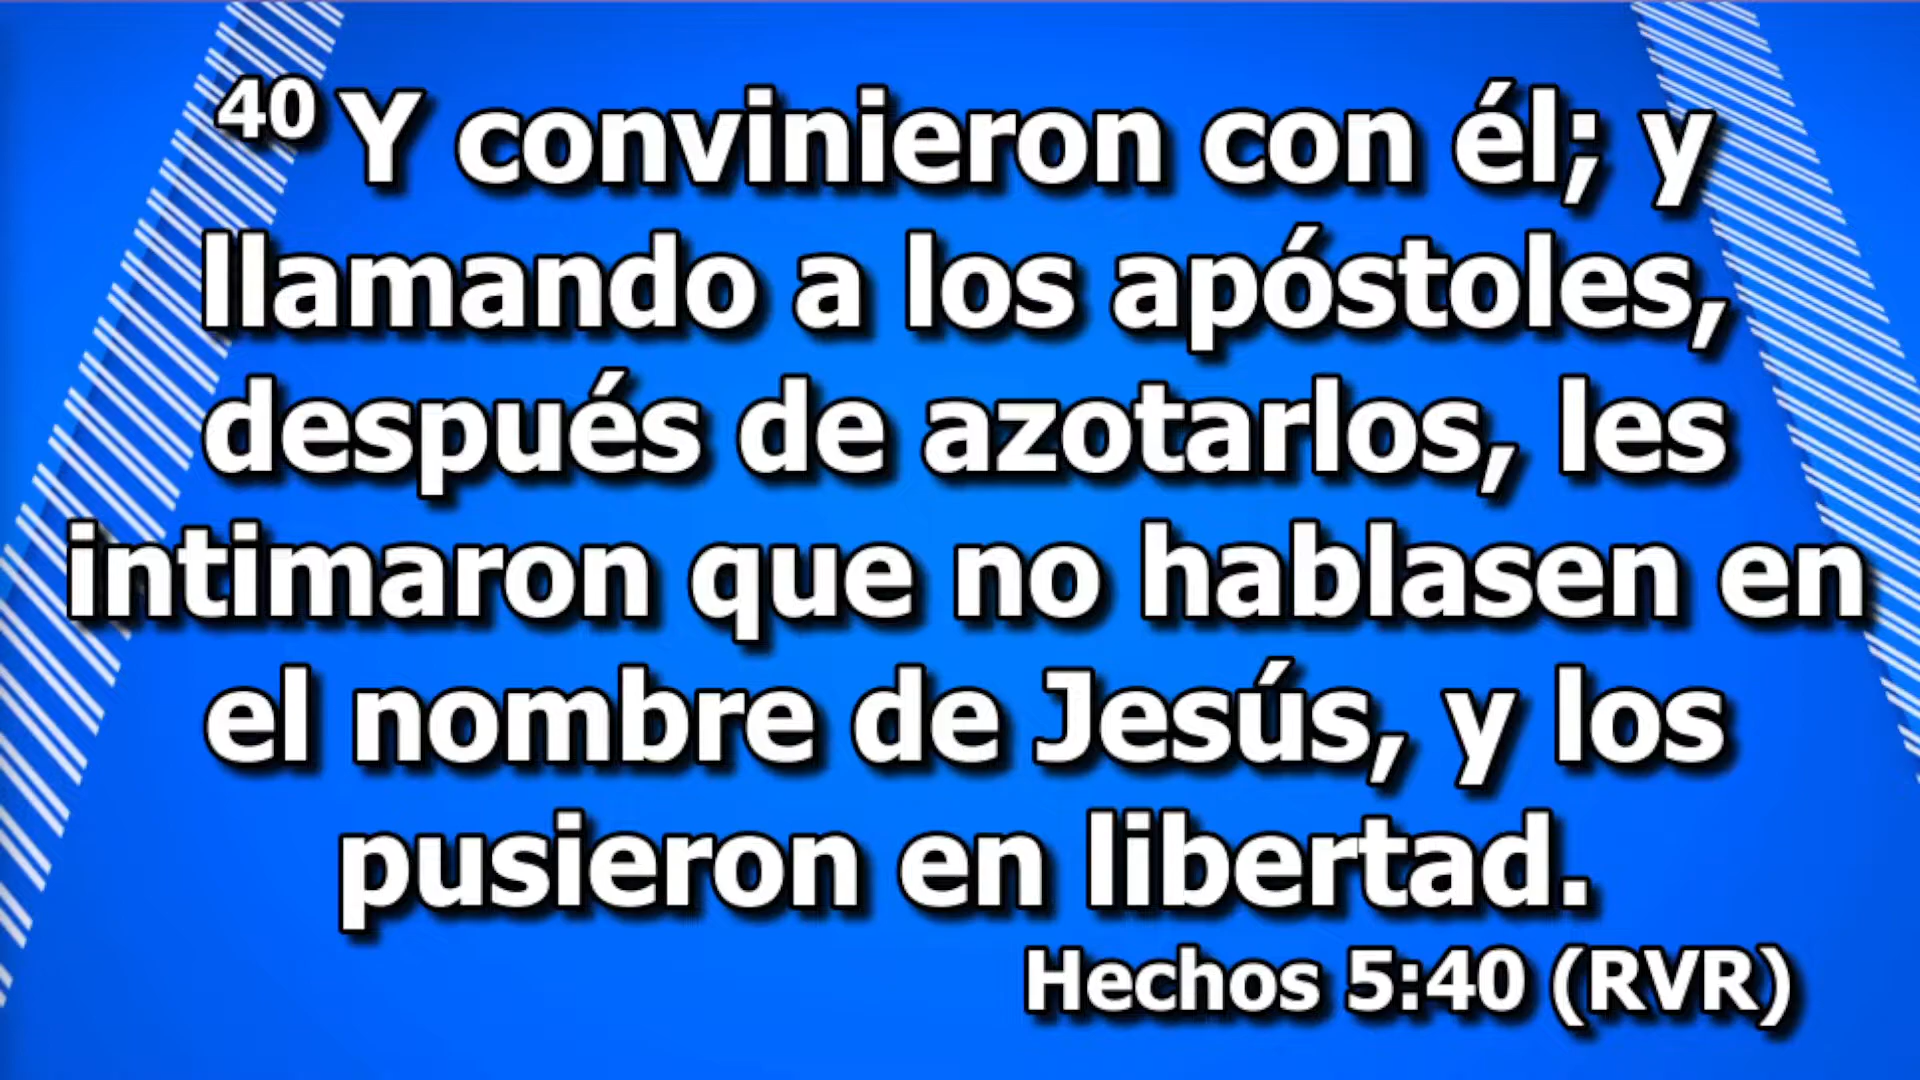 40 Y convinieron con él; y
llamando a los apóstoles,
después de azotarlos, les
intimaron que no hablasen en
el nombre de Jesús, y los
pusieron en libertad.
Hechos 5:40 (RVR)